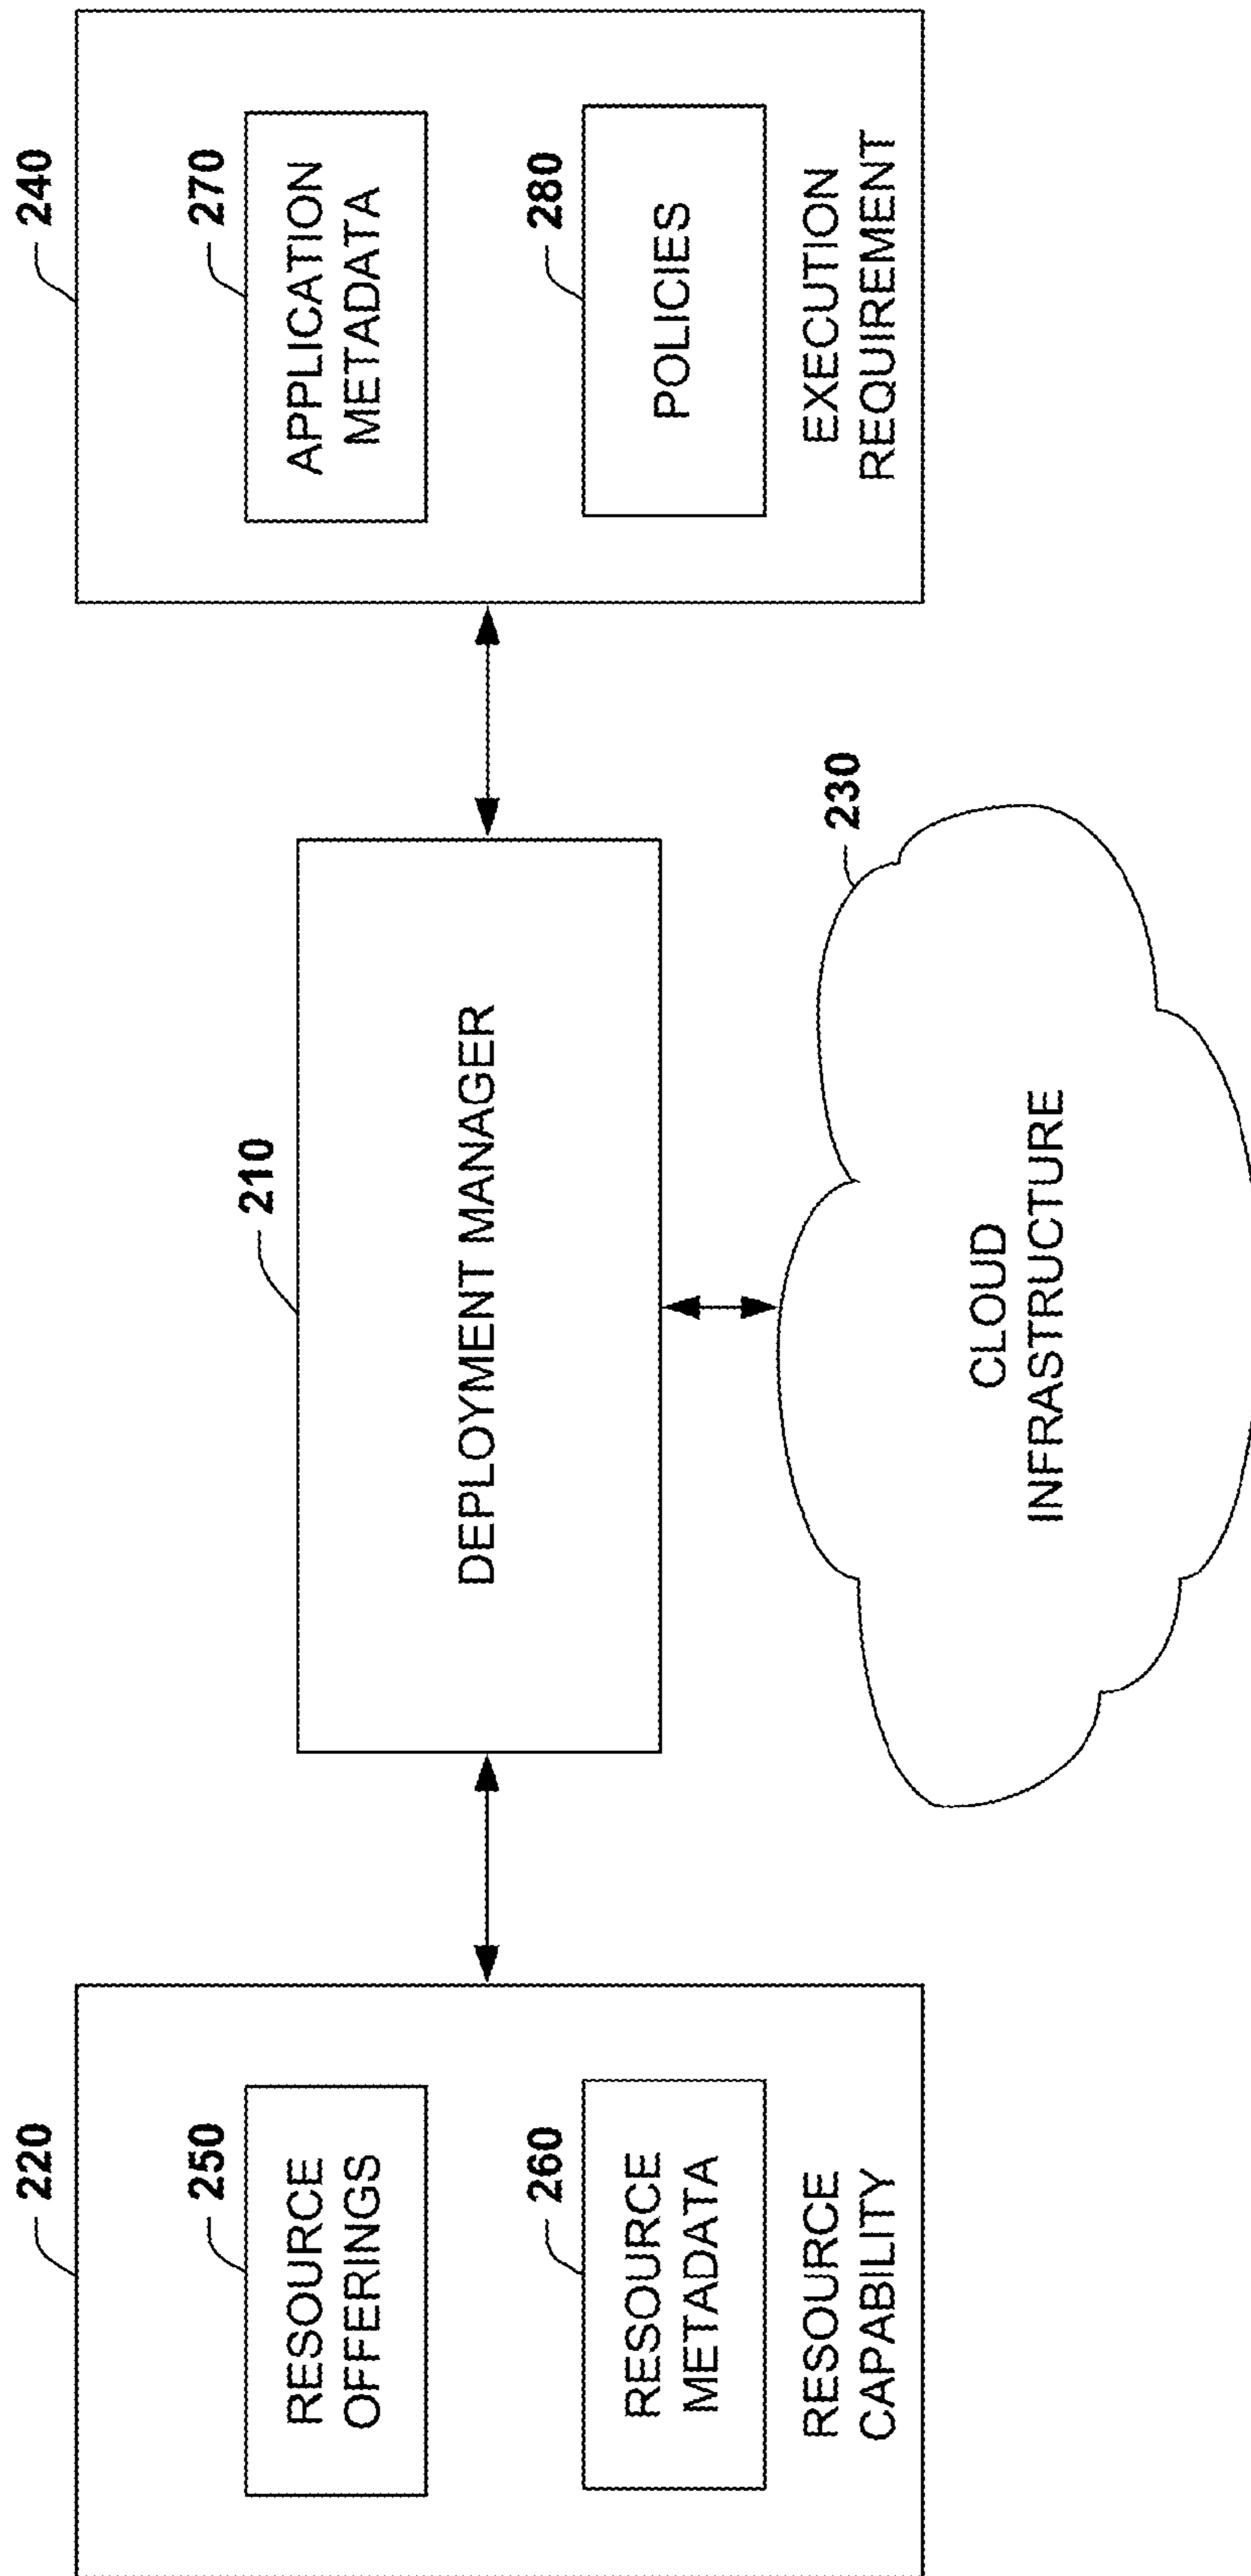 220
250
RESOURCE
OFFERINGS
260
RESOURCE
METADATA
RESOURCE
CAPABILITY
210
DEPLOYMENT MANAGER
230
CLOUD
INFRASTRUCTURE
240
270
APPLICATION
METADATA
280
POLICIES
EXECUTION
REQUIREMENT